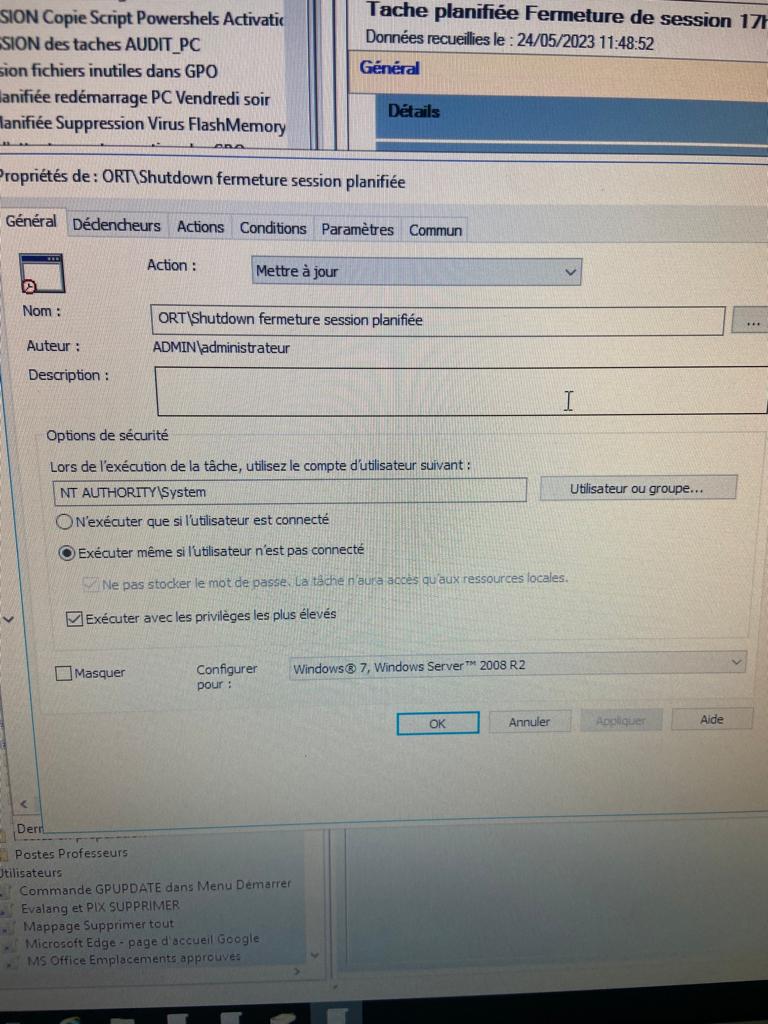 SION Copie Script Powershels Activatic
SSION des taches AUDIT_PC
sion fichiers inutiles dans GPO
lanifiée redémarrage PC Vendredi soir
lanifiée Suppression Virus FlashMemory
Tache planifiée Fermeture de session 17h
Données recueillies le : 24/05/2023 11:48:52
Général
Détails
Propriétés de : ORT\Shutdown fermeture session planifiée
Général Déclencheurs Actions Conditions Paramètres Commun
Action : Mettre à jour
Nom : ORT\Shutdown fermeture session planifiée ...
Auteur : ADMIN\administrateur
Description :
Options de sécurité
Lors de l'exécution de la tâche, utilisez le compte d'utilisateur suivant :
NT AUTHORITY\System Utilisateur ou groupe...
N'exécuter que si l'utilisateur est connecté
Exécuter même si l'utilisateur n'est pas connecté
Ne pas stocker le mot de passe. La tâche n'aura accès qu'aux ressources locales.
Exécuter avec les privilèges les plus élevés
Masquer Configurer pour : Windows® 7, Windows Server™ 2008 R2
OK Annuler Appliquer Aide
Dern
Postes Professeurs
Utilisateurs
Commande GPUPDATE dans Menu Démarrer
Evalang et PIX SUPPRIMER
Mappage Supprimer tout
Microsoft Edge - page d'accueil Google
MS Office Emplacements approuvés